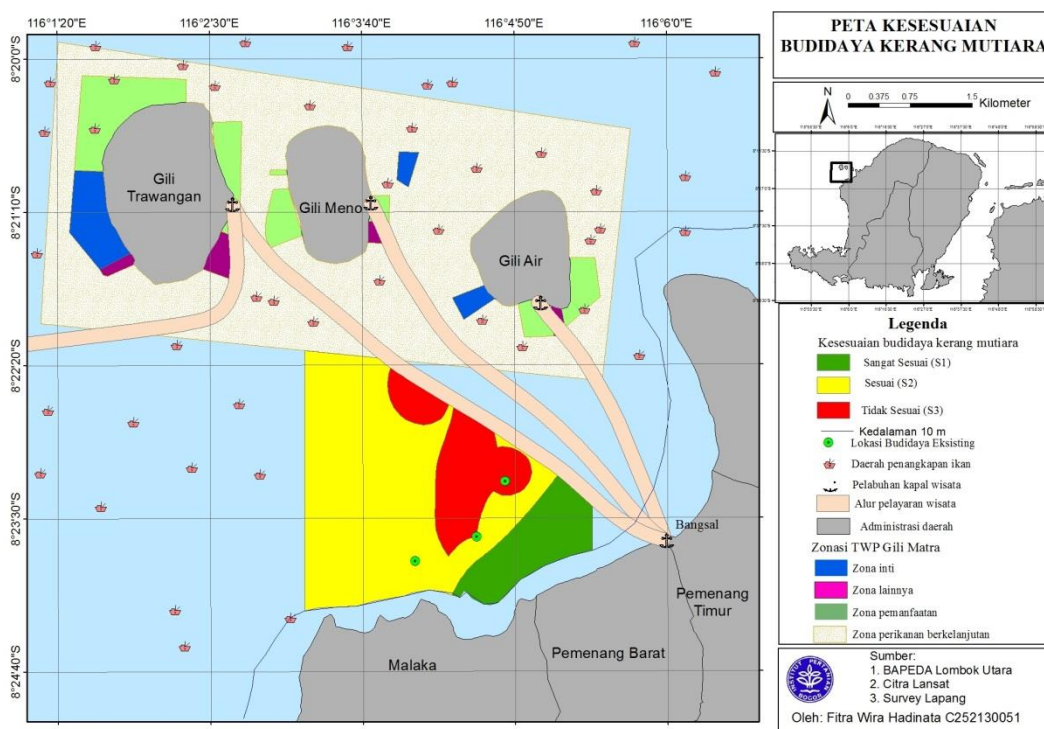 116°1'20"E
116°2'30"E
116°3'40"E
116°4'50"E
116°6'0"E
8°20'0"S
8°21'10"S
8°22'20"S
8°23'30"S
8°24'40"S
Gili
Trawangan
Gili Meno
Gili Air
Bangsal
Pemenang
Timur
Pemenang Barat
Malaka
PETA KESESUAIAN
BUDIDAYA KERANG MUTIARA
N
0 0.375 0.75 1.5
Kilometer
Legenda
Kesesuaian budidaya kerang mutiara
Sangat Sesuai (S1)
Sesuai (S2)
Tidak Sesuai (S3)
Kedalaman 10 m
Lokasi Budidaya Eksisting
Daerah penangkapan ikan
Pelabuhan kapal wisata
Alur pelayaran wisata
Administrasi daerah
Zonasi TWP Gili Matra
Zona inti
Zona lainnya
Zona pemanfaatan
Zona perikanan berkelanjutan
INSTITUT PERTANIAN
BOGOR
Sumber:
1. BAPEDA Lombok Utara
2. Citra Lansat
3. Survey Lapang
Oleh: Fitra Wira Hadinata C252130051